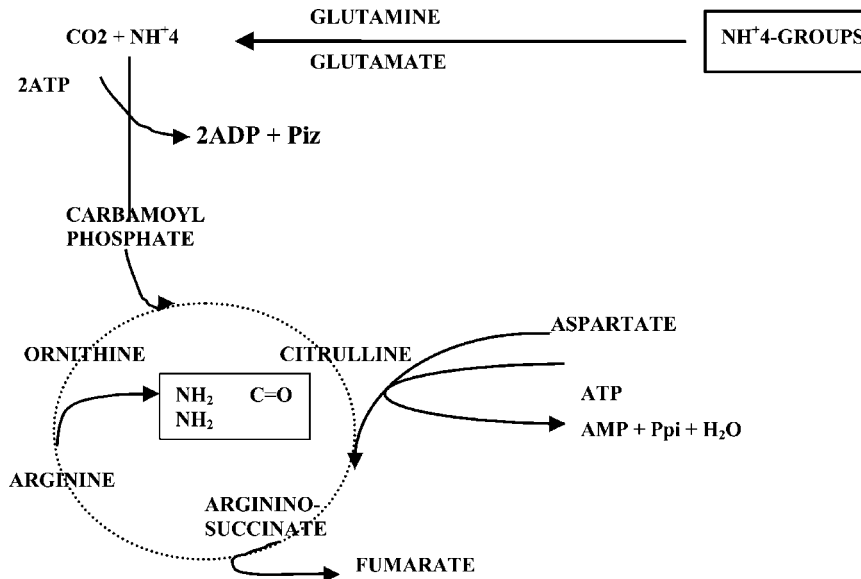 GLUTAMINE
CO2 + NH⁺4
NH⁺4-GROUPS
GLUTAMATE
2ATP
2ADP + Piz
CARBAMOYL
PHOSPHATE
ASPARTATE
ORNITHINE
CITRULLINE
NH₂ C=O
NH₂
ATP
AMP + Ppi + H₂O
ARGININE
ARGININO-
SUCCINATE
FUMARATE